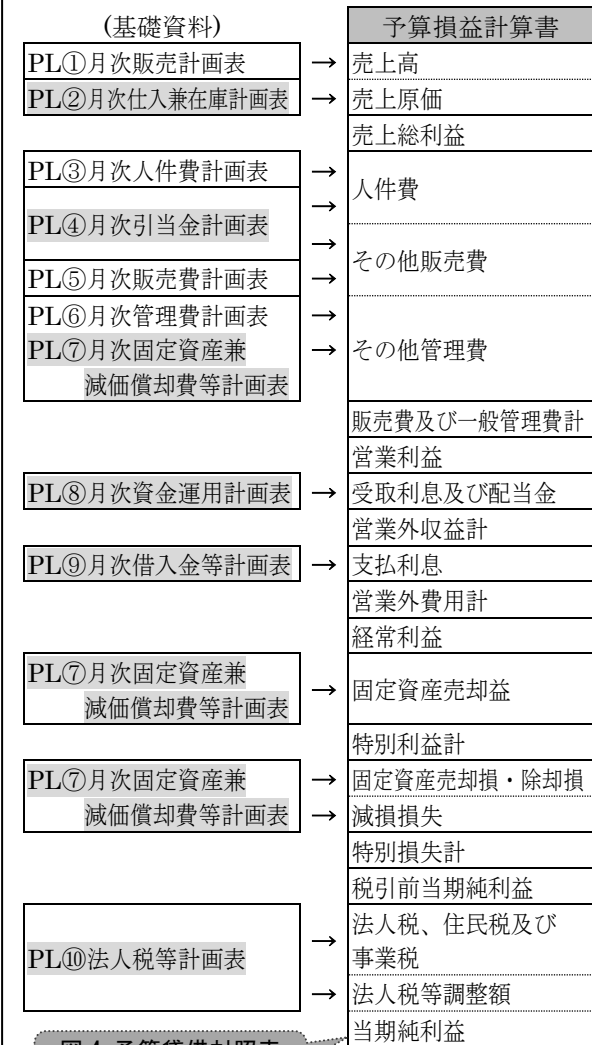 (基礎資料) 予算損益計算書
PL①月次販売計画表 → 売上高
PL②月次仕入兼在庫計画表 → 売上原価
売上総利益
PL③月次人件費計画表 →
人件費
→
PL④月次引当金計画表
→
その他販売費
PL⑤月次販売費計画表 →
PL⑥月次管理費計画表 →
PL⑦月次固定資産兼 → その他管理費
減価償却費等計画表
販売費及び一般管理費計
営業利益
PL⑧月次資金運用計画表 → 受取利息及び配当金
営業外収益計
PL⑨月次借入金等計画表 → 支払利息
営業外費用計
経常利益
PL⑦月次固定資産兼
→ 固定資産売却益
減価償却費等計画表
特別利益計
PL⑦月次固定資産兼 → 固定資産売却損・除却損
減価償却費等計画表 → 減損損失
特別損失計
税引前当期純利益
法人税、住民税及び
→
PL⑩法人税等計画表 事業税
→ 法人税等調整額
当期純利益